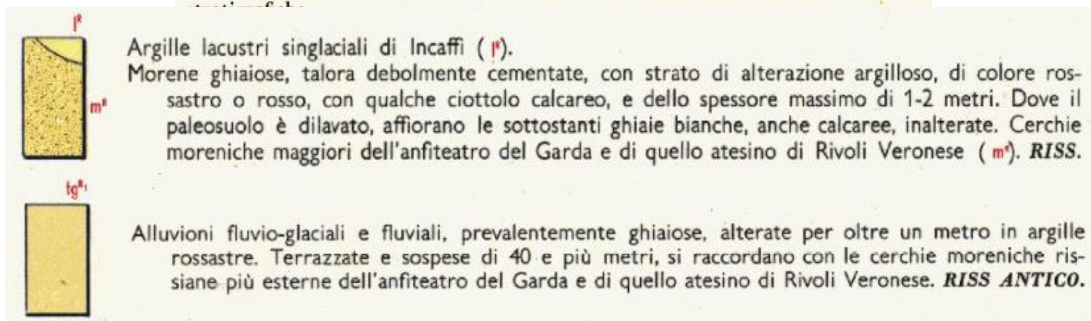 lᴿ
Argille lacustri singlaciali di Incaffi ( lᴿ).
Morene ghiaiose, talora debolmente cementate, con strato di alterazione argilloso, di colore ros-
sastro o rosso, con qualche ciottolo calcareo, e dello spessore massimo di 1-2 metri. Dove il
mᴿ
paleosuolo è dilavato, affiorano le sottostanti ghiaie bianche, anche calcaree, inalterate. Cerchie
moreniche maggiori dell'anfiteatro del Garda e di quello atesino di Rivoli Veronese ( mᴿ). RISS.
fgᴿ¹
Alluvioni fluvio-glaciali e fluviali, prevalentemente ghiaiose, alterate per oltre un metro in argille
rossastre. Terrazzate e sospese di 40 e più metri, si raccordano con le cerchie moreniche ris-
siane più esterne dell'anfiteatro del Garda e di quello atesino di Rivoli Veronese. RISS ANTICO.